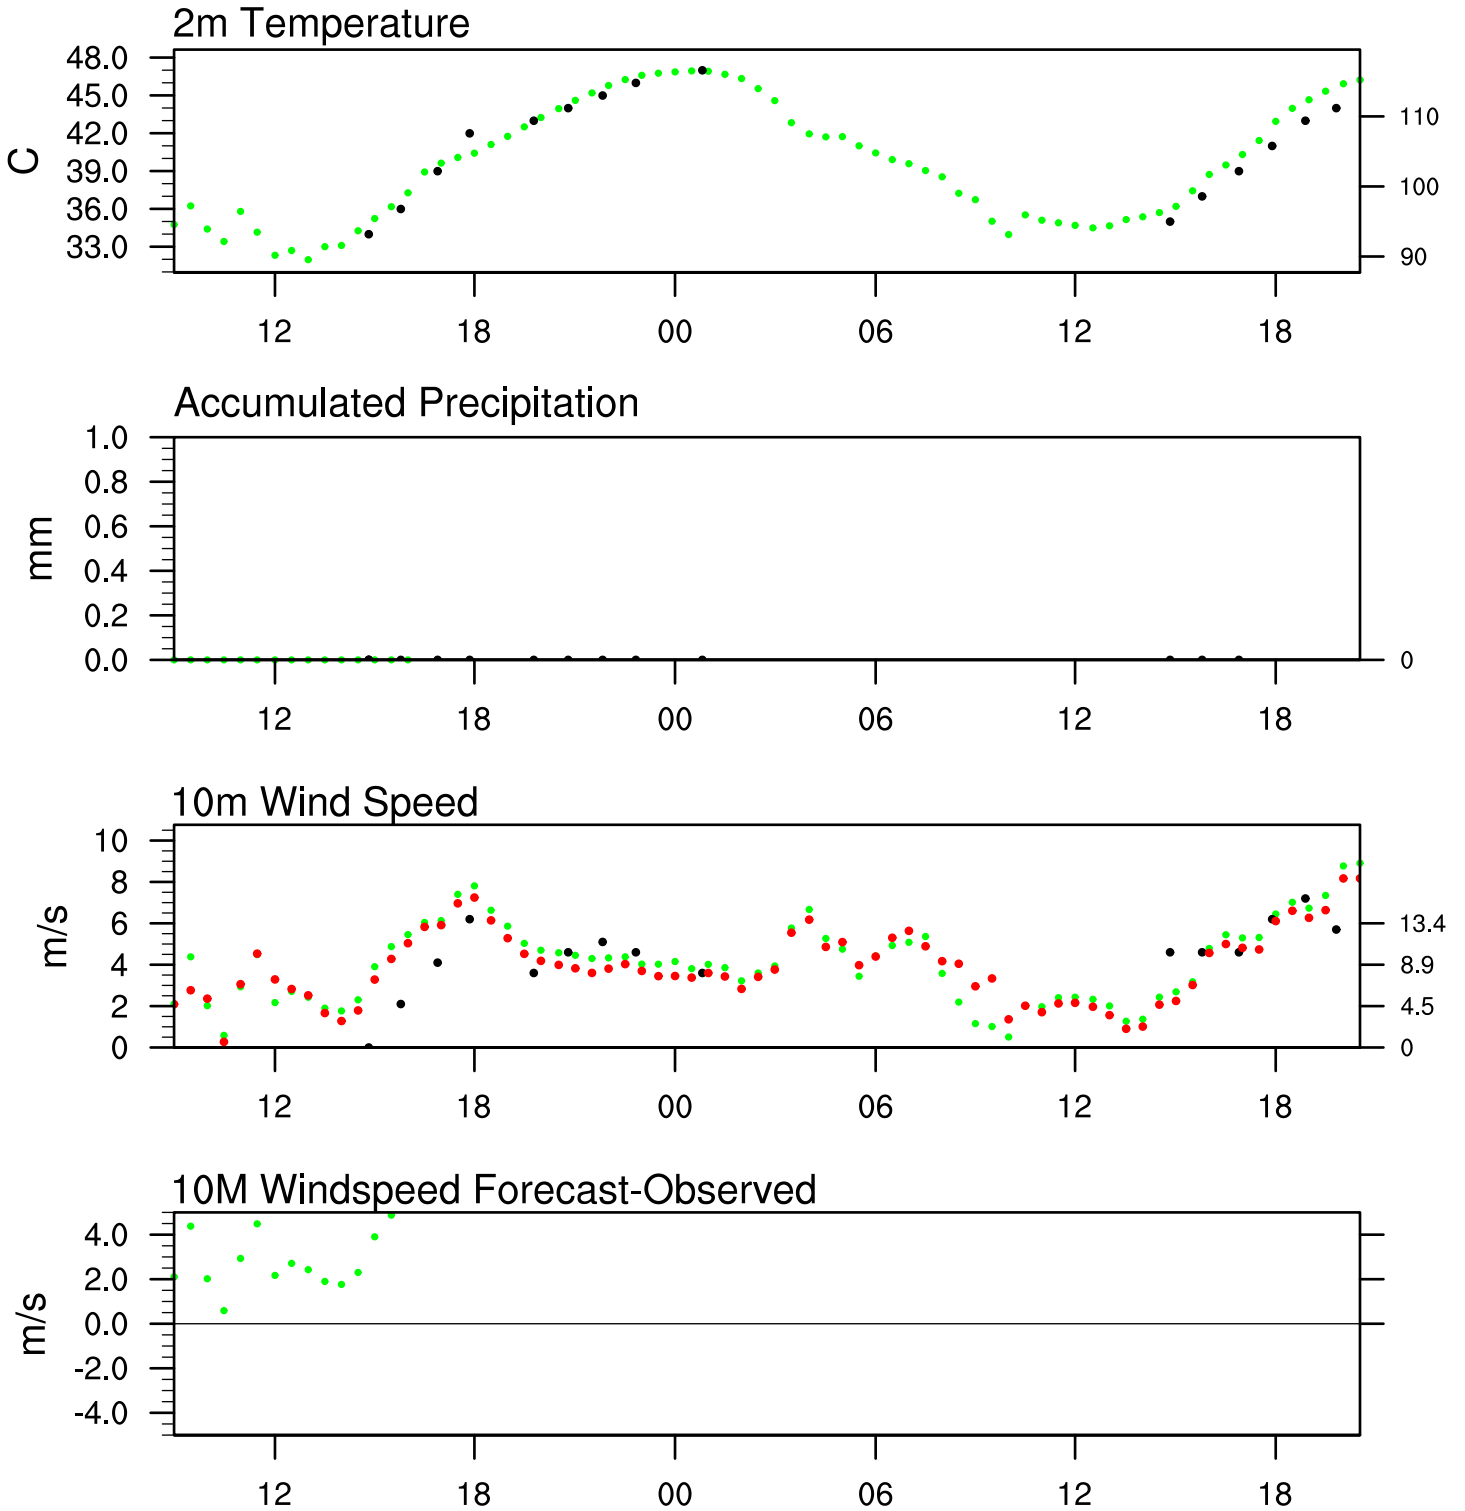 2m Temperature
48.0
45.0
42.0
39.0
36.0
33.0
C
110
100
90
12 18 00 06 12 18
Accumulated Precipitation
1.0
0.8
0.6
0.4
0.2
0.0
mm
0
12 18 00 06 12 18
10m Wind Speed
10
8
6
4
2
0
m/s
13.4
8.9
4.5
0
12 18 00 06 12 18
10M Windspeed Forecast-Observed
4.0
2.0
0.0
-2.0
-4.0
m/s
12 18 00 06 12 18